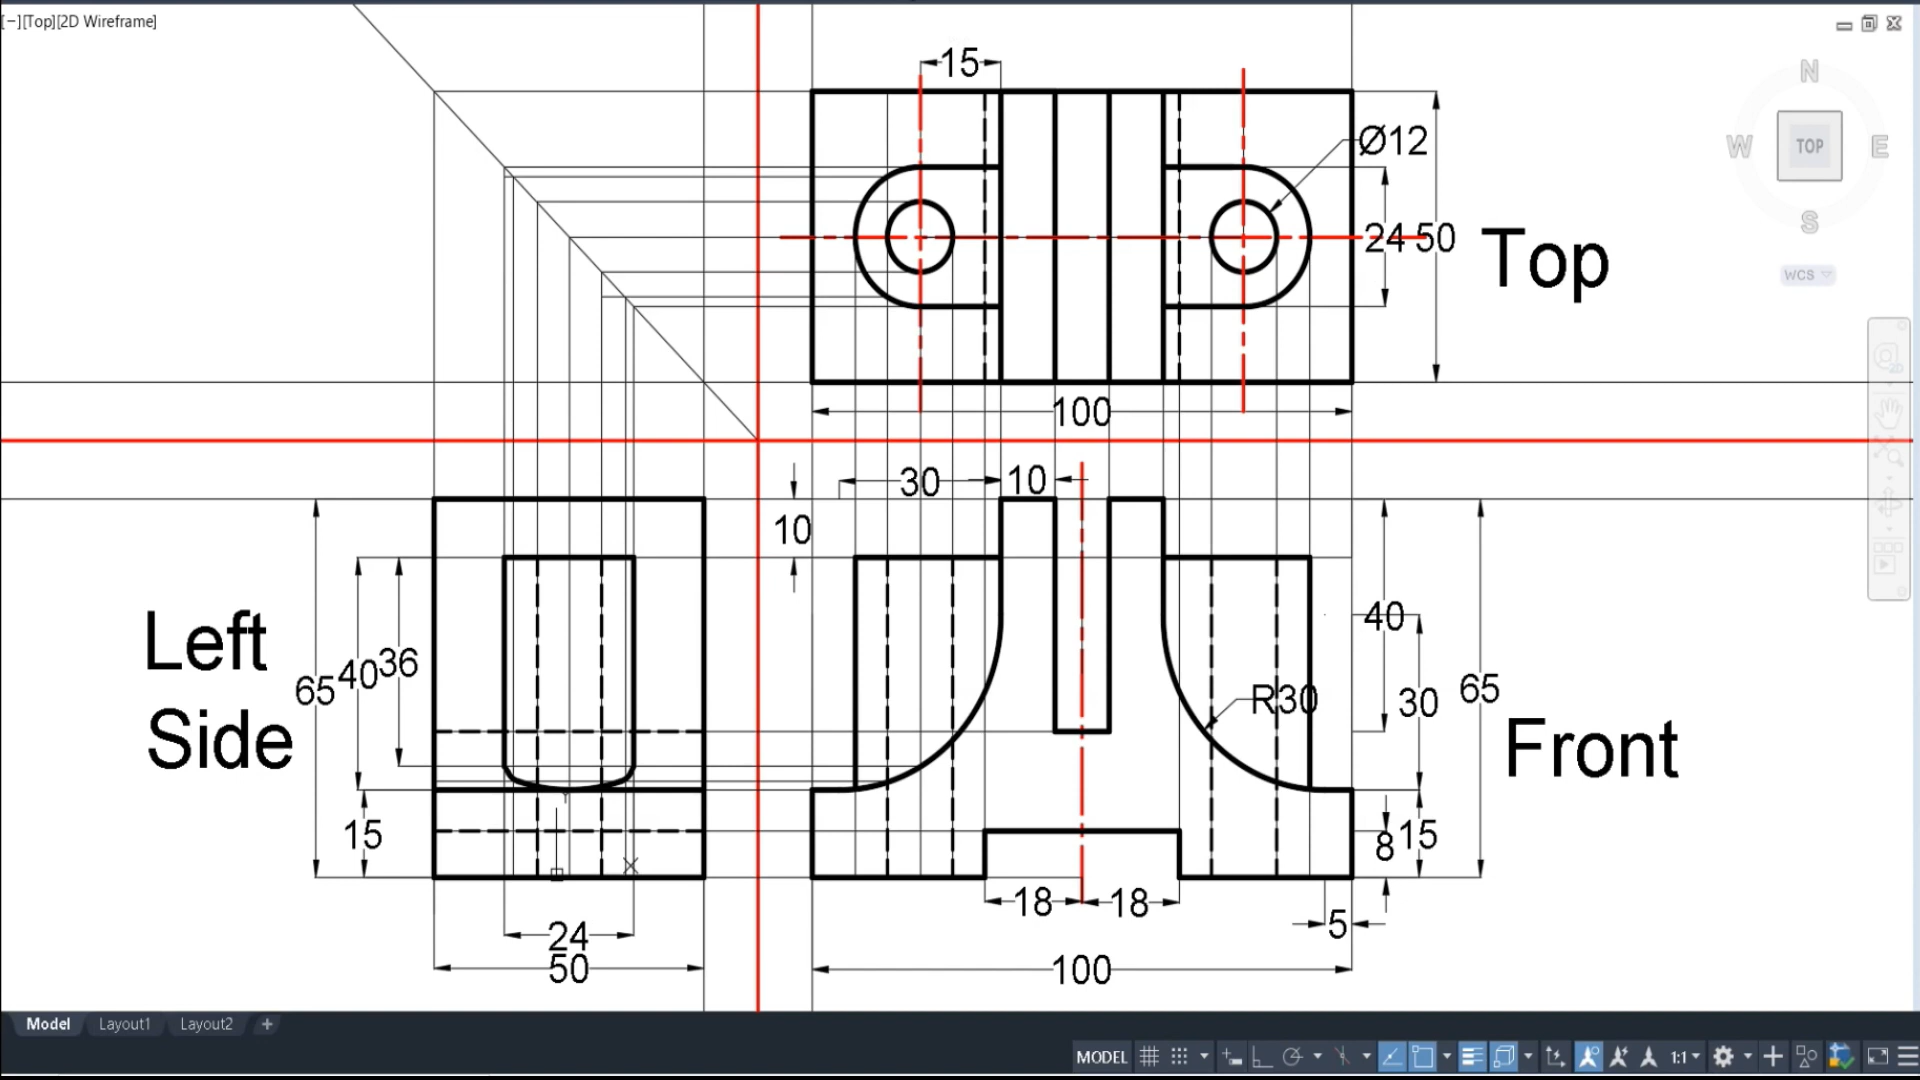 [−][Top][2D Wireframe]
N
W
TOP
E
S
WCS
15
Ø12
24
50
Top
100
30
10
10
Left
Side
65
40
36
15
24
50
40
30
65
R30
Front
8
15
18
18
5
100
Y
X
Model
Layout1
Layout2
+
MODEL
1:1